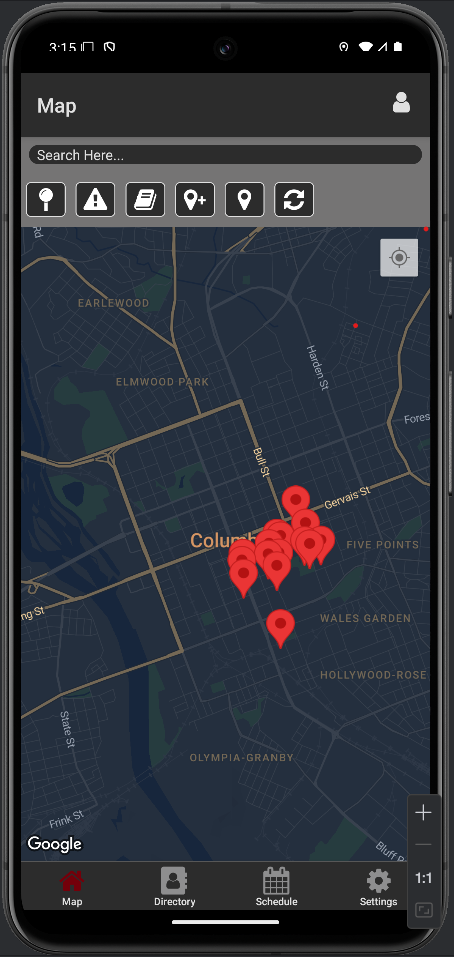 3:15
Map
Search Here...
Rd
EARLEWOOD
ELMWOOD PARK
Harden St
Fores
Bull St
Gervais St
Columb
FIVE POINTS
ng St
WALES GARDEN
HOLLYWOOD-ROSE
State St
OLYMPIA-GRANBY
Frink St
Bluff R
Google
1:1
Map
Directory
Schedule
Settings